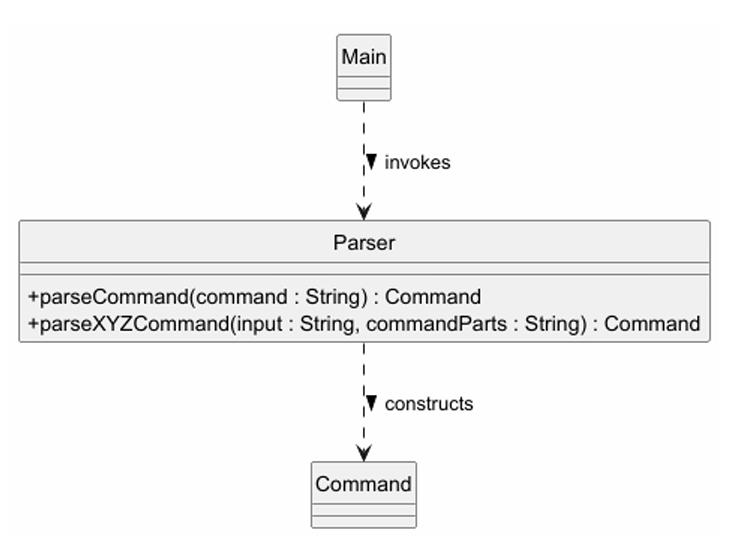 Main
invokes
Parser
+parseCommand(command : String) : Command
+parseXYZCommand(input : String, commandParts : String) : Command
constructs
Command